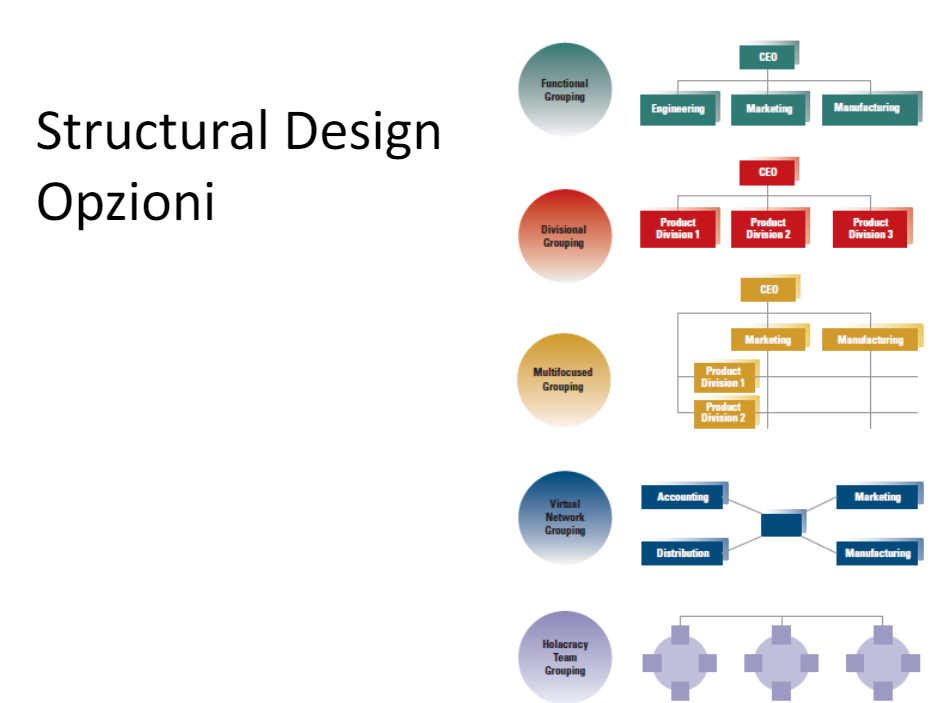 Structural Design
Opzioni
Functional
Grouping
CEO
Engineering
Marketing
Manufacturing
Divisional
Grouping
CEO
Product
Division 1
Product
Division 2
Product
Division 3
Multifocused
Grouping
CEO
Marketing
Manufacturing
Product
Division 1
Product
Division 2
Virtual
Network
Grouping
Accounting
Marketing
Distribution
Manufacturing
Holacracy
Team
Grouping